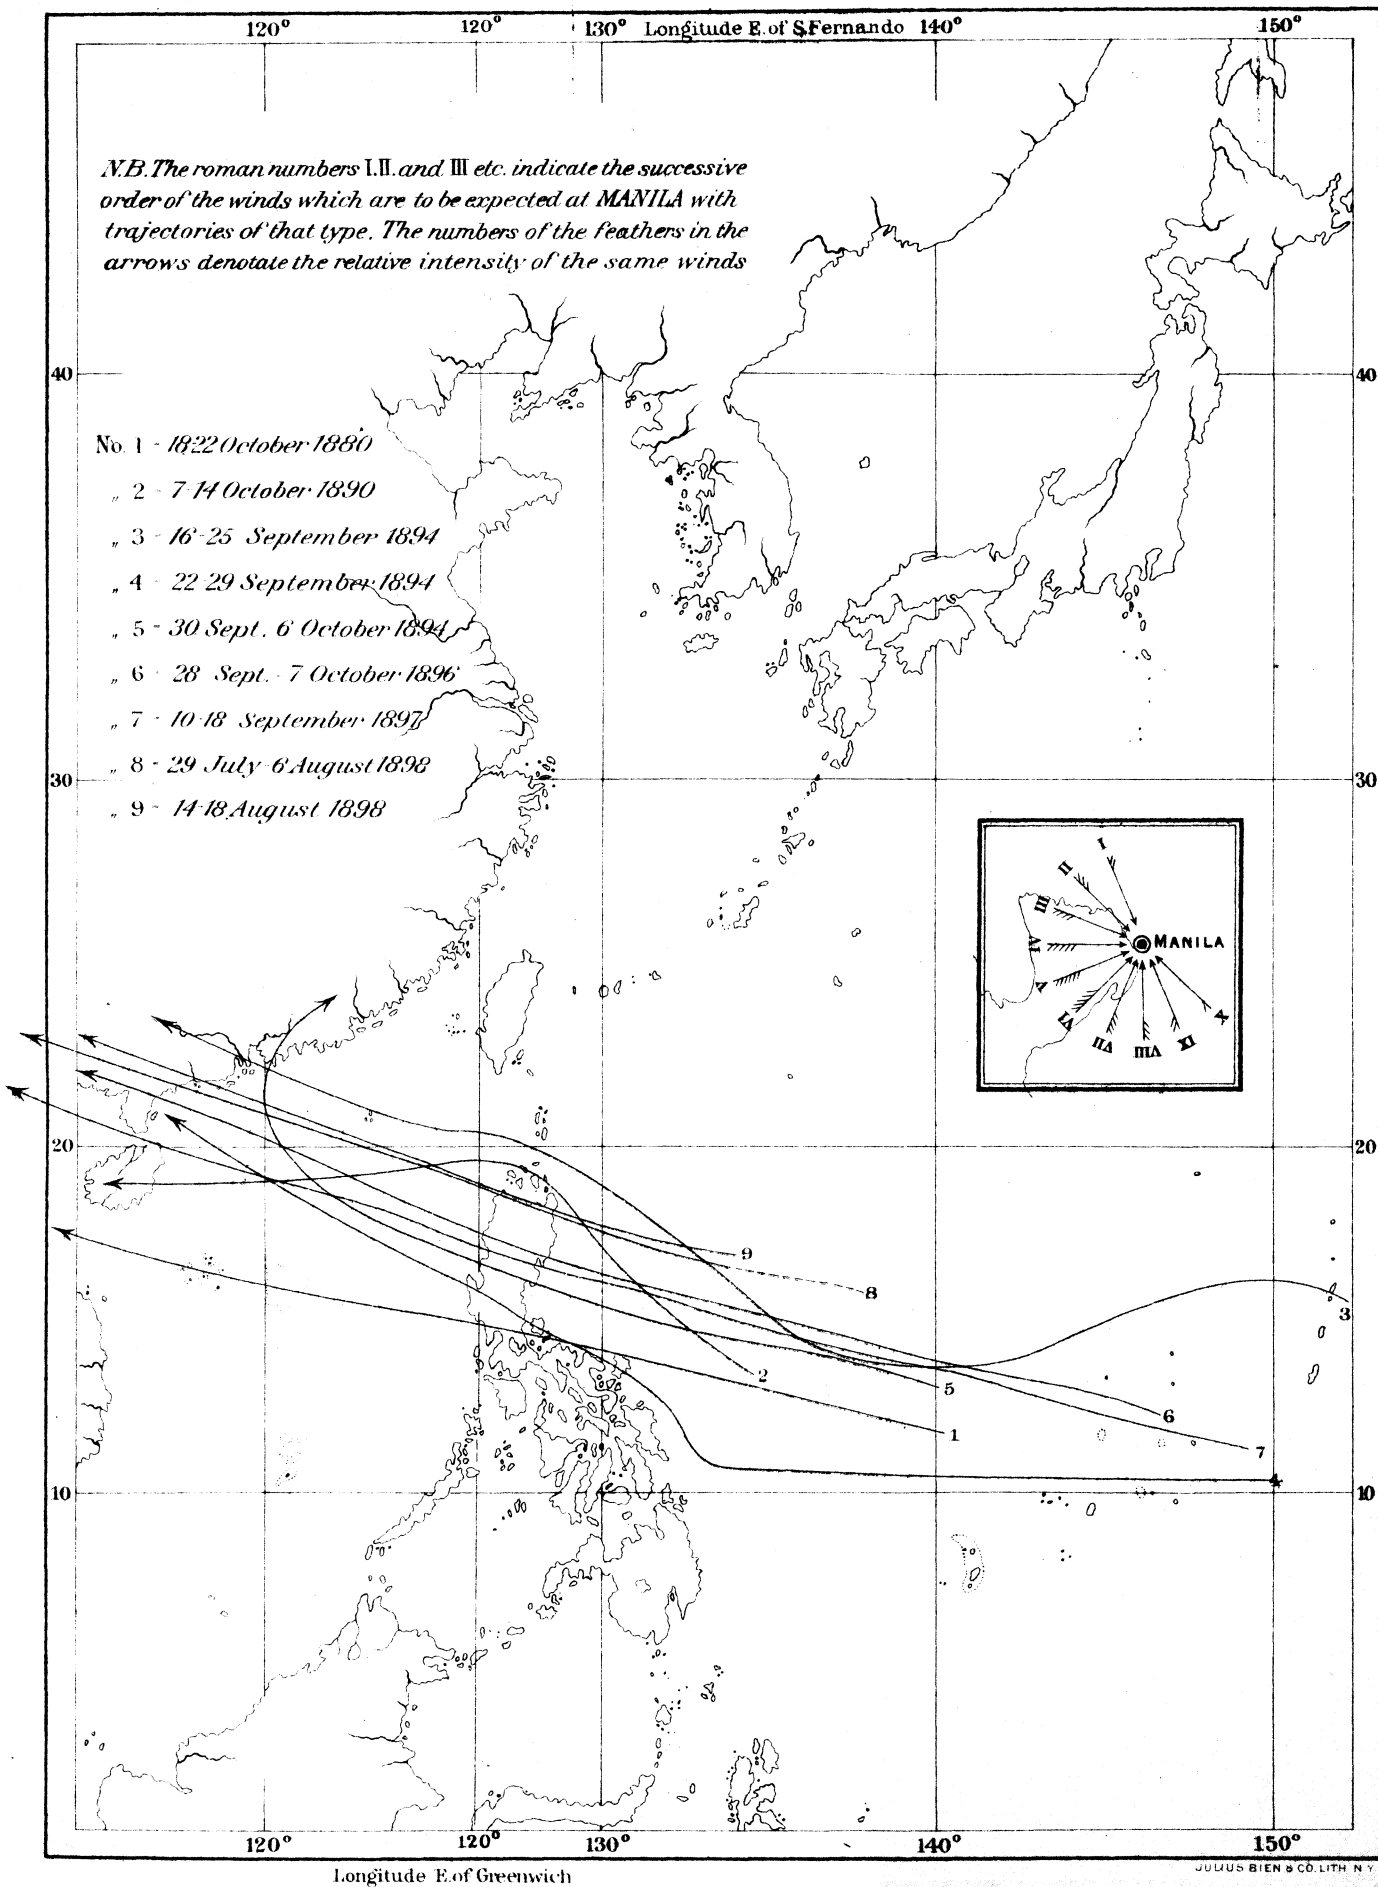 120° 120° 130° Longitude E. of S. Fernando 140° 150°
N.B. The roman numbers I. II. and III etc. indicate the successive
order of the winds which are to be expected at MANILA with
trajectories of that type. The numbers of the feathers in the
arrows denotate the relative intensity of the same winds
40 40
No. 1 - 18-22 October 1880
„ 2 - 7-14 October 1890
„ 3 - 16-25 September 1894
„ 4 - 22-29 September 1894
„ 5 - 30 Sept. 6 October 1894
„ 6 - 28 Sept. - 7 October 1896
„ 7 - 10-18 September 1897
„ 8 - 29 July - 6 August 1898
„ 9 - 14-18 August 1898
30 30
I
II
III
IV MANILA
V
VI VII VIII IX X
20 20
9
8
3
2
5
6
1
7
4
10 10
120° 120° 130° 140° 150°
Longitude E. of Greenwich
JULIUS BIEN & CO. LITH. N.Y.